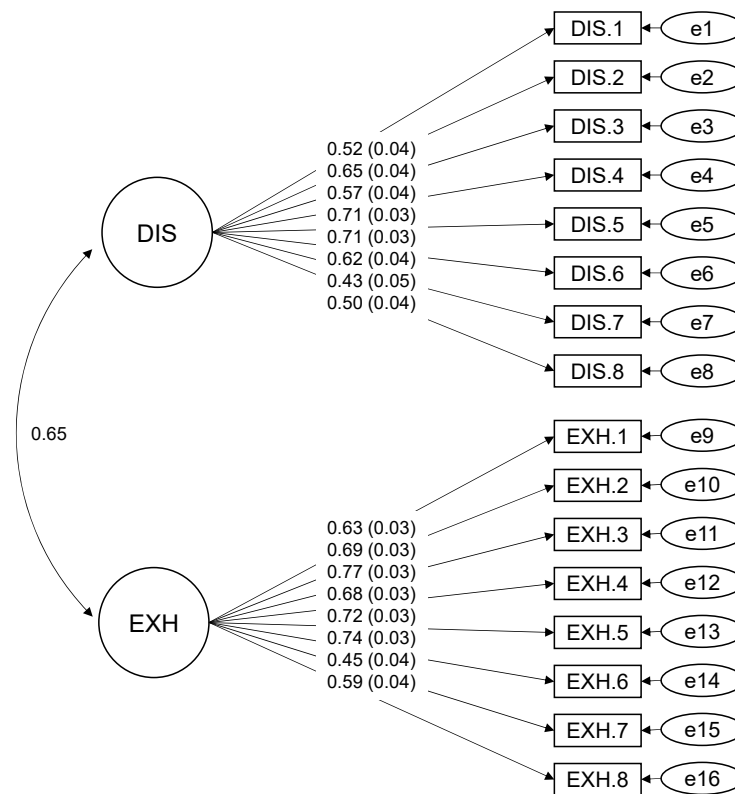 DIS.1 e1
DIS.2 e2
DIS.3 e3
DIS.4 e4
DIS.5 e5
DIS.6 e6
DIS.7 e7
DIS.8 e8
DIS
0.52 (0.04)
0.65 (0.04)
0.57 (0.04)
0.71 (0.03)
0.71 (0.03)
0.62 (0.04)
0.43 (0.05)
0.50 (0.04)
0.65
EXH.1 e9
EXH.2 e10
EXH.3 e11
EXH.4 e12
EXH.5 e13
EXH.6 e14
EXH.7 e15
EXH.8 e16
EXH
0.63 (0.03)
0.69 (0.03)
0.77 (0.03)
0.68 (0.03)
0.72 (0.03)
0.74 (0.03)
0.45 (0.04)
0.59 (0.04)